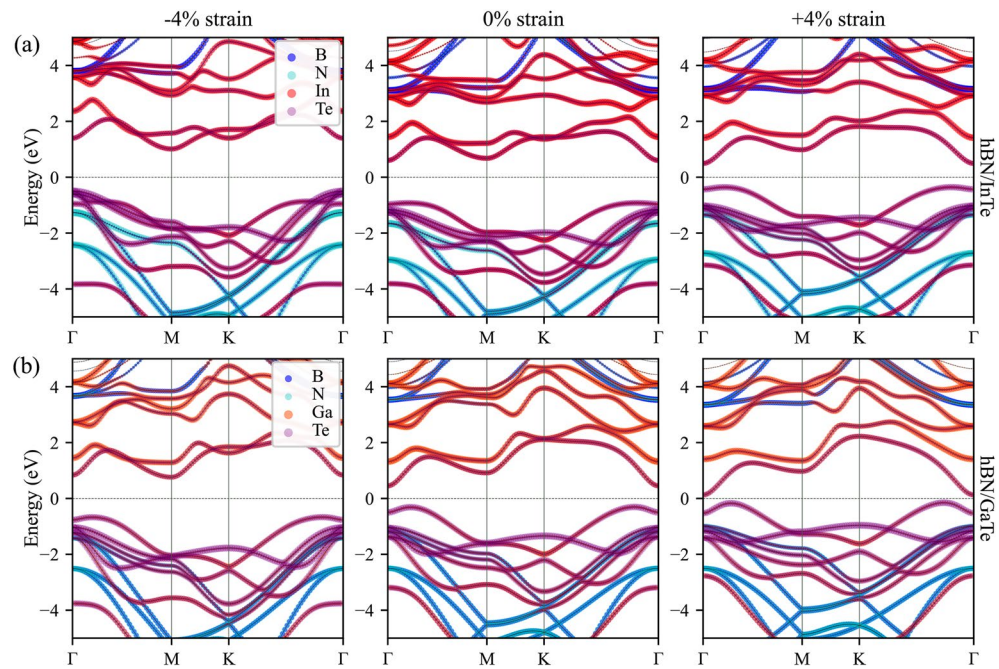 -4% strain
0% strain
+4% strain
(a)
B
N
In
Te
Energy (eV)
4
2
0
−2
−4
Γ
M
K
Γ
Γ
M
K
Γ
Γ
M
K
Γ
hBN/InTe
(b)
B
N
Ga
Te
Energy (eV)
4
2
0
−2
−4
Γ
M
K
Γ
Γ
M
K
Γ
Γ
M
K
Γ
hBN/GaTe